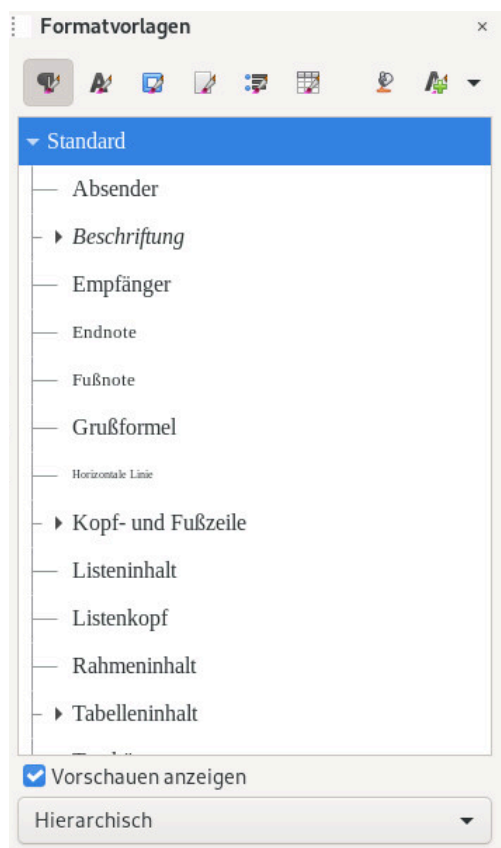 Formatvorlagen
Standard
Absender
Beschriftung
Empfänger
Endnote
Fußnote
Grußformel
Horizontale Linie
Kopf- und Fußzeile
Listeninhalt
Listenkopf
Rahmeninhalt
Tabelleninhalt
Vorschauen anzeigen
Hierarchisch